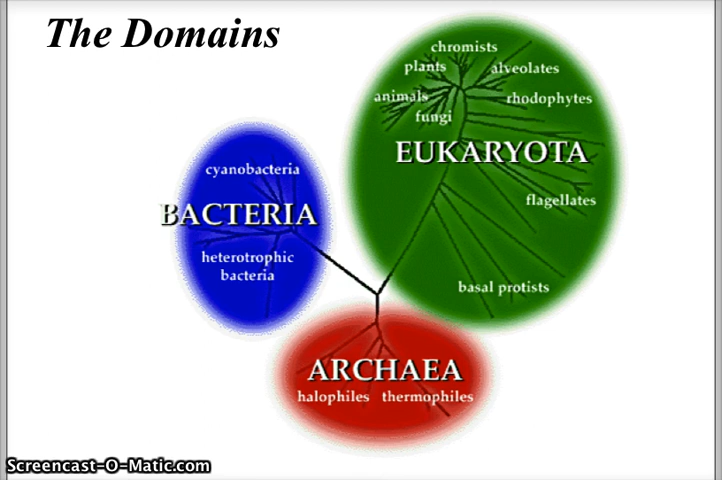 The Domains
chromists
plants
alveolates
animals
rhodophytes
fungi
EUKARYOTA
cyanobacteria
flagellates
BACTERIA
heterotrophic
bacteria
basal protists
ARCHAEA
halophiles thermophiles
Screencast-O-Matic.com